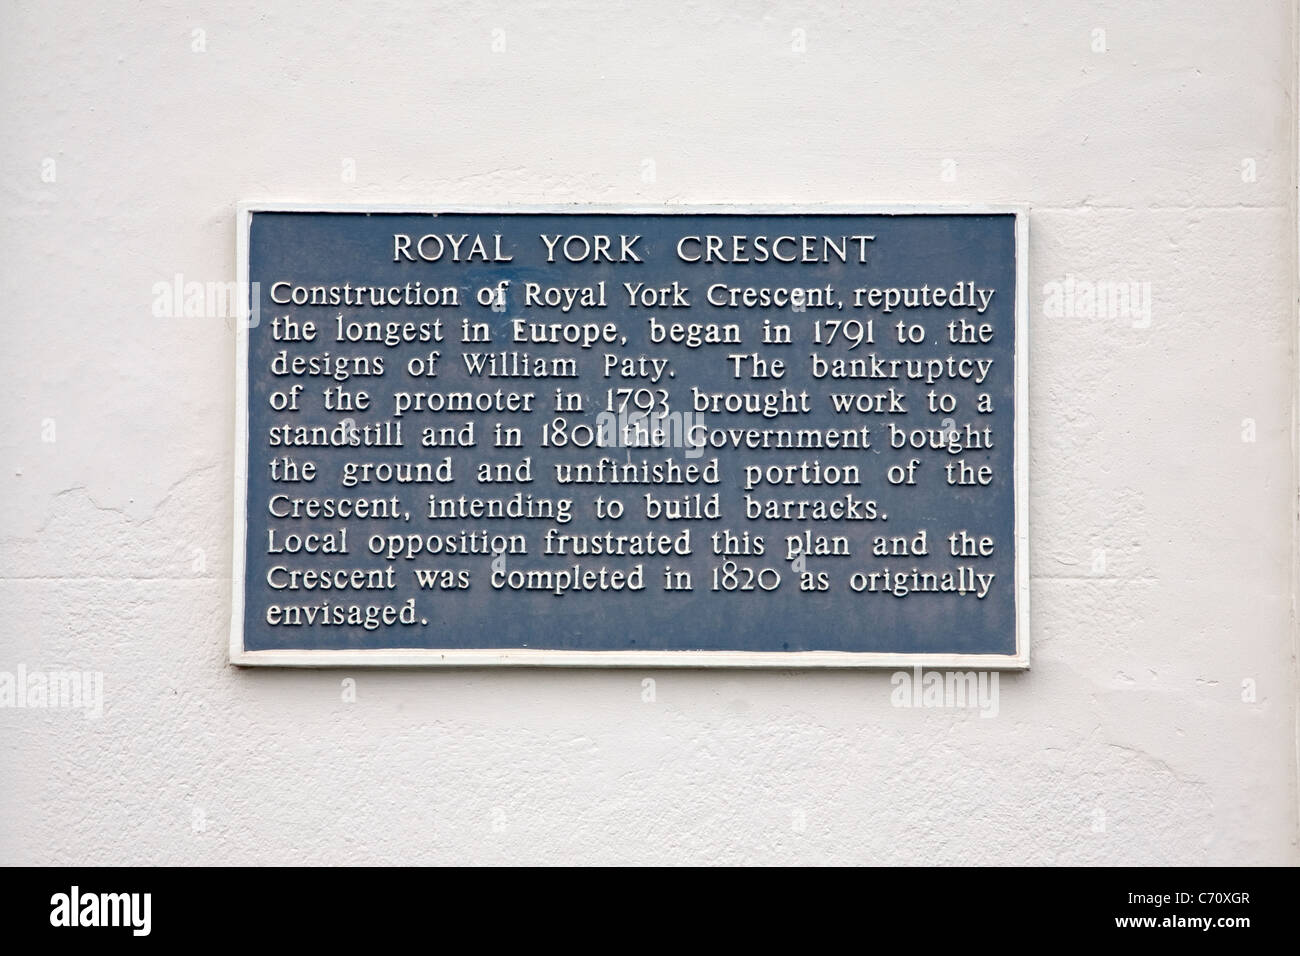 ROYAL YORK CRESCENT
Construction of Royal York Crescent, reputedly
the longest in Europe, began in 1791 to the
designs of William Paty. The bankruptcy
of the promoter in 1793 brought work to a
standstill and in 1801 the Government bought
the ground and unfinished portion of the
Crescent, intending to build barracks.
Local opposition frustrated this plan and the
Crescent was completed in 1820 as originally
envisaged.
alamy
alamy
alamy
alamy
alamy
alamy stock photo
C70XGR
www.alamy.com